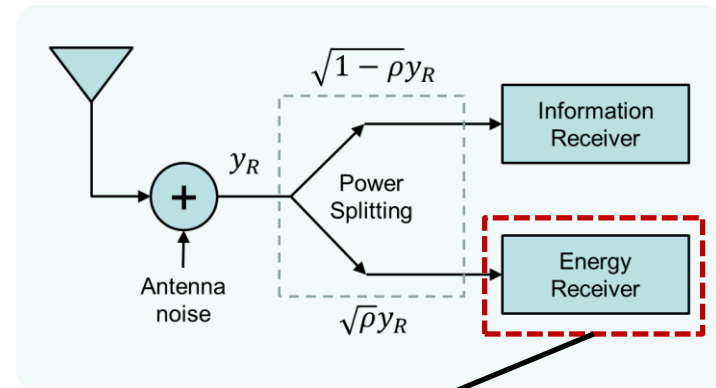 √1 − ρ y_R
Information
Receiver
y_R
+
Power
Splitting
Energy
Receiver
Antenna
noise
√ρ y_R